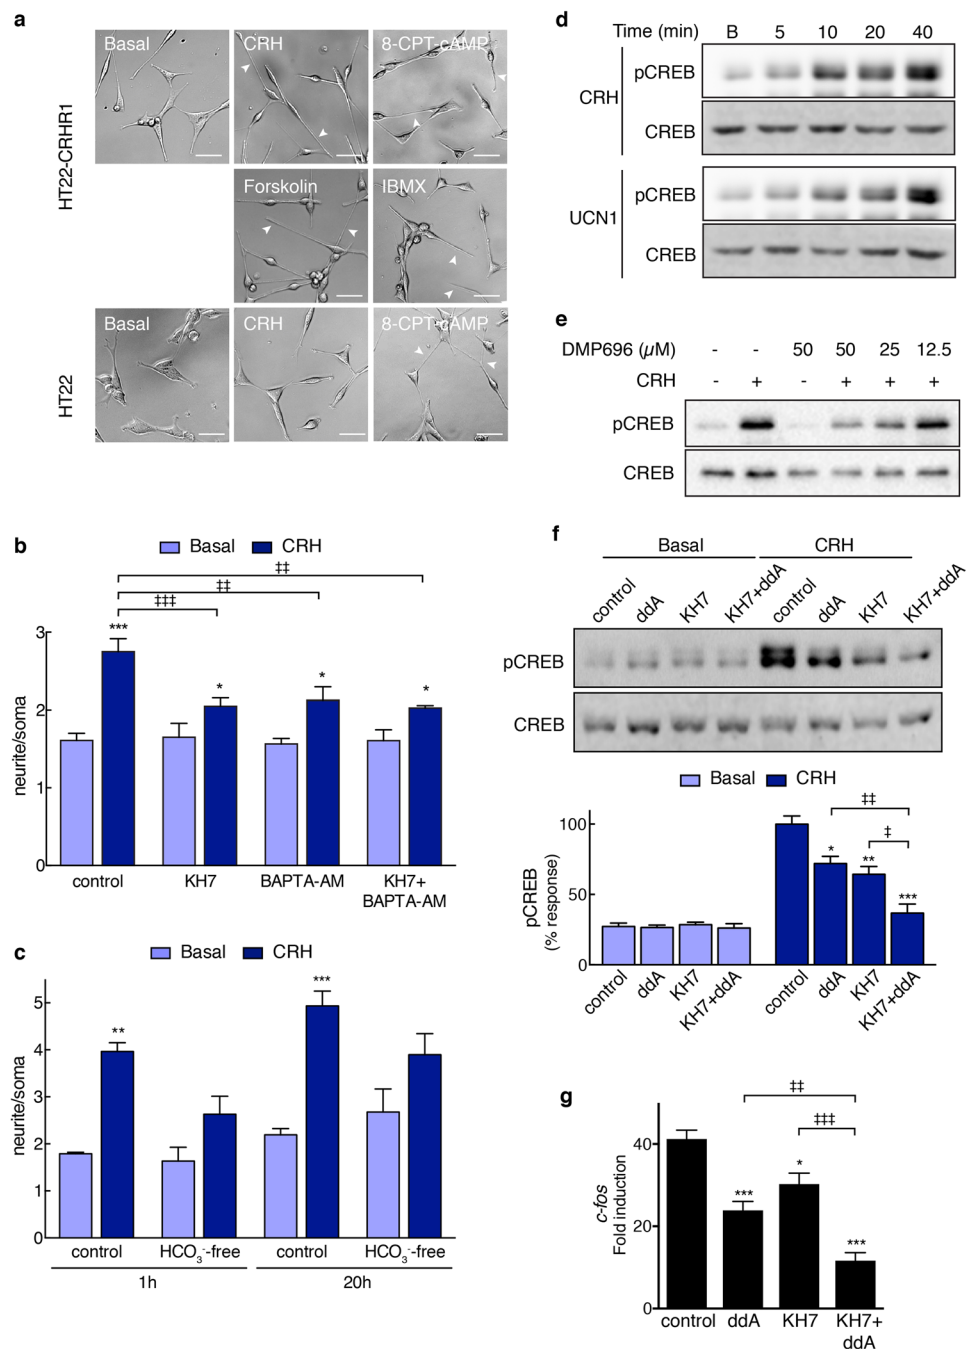 a
HT22-CRHR1
Basal
CRH
8-CPT-cAMP
Forskolin
IBMX
HT22
Basal
CRH
8-CPT-cAMP
b
Basal CRH
‡‡
‡‡
‡‡‡
***
*
*
*
neurite/soma
3
2
1
0
control
KH7
BAPTA-AM
KH7+
BAPTA-AM
c
Basal CRH
**
***
neurite/soma
5
4
3
2
1
0
control
HCO3--free
control
HCO3--free
1h
20h
d
Time (min) B 5 10 20 40
CRH
pCREB
CREB
UCN1
pCREB
CREB
e
DMP696 (µM) - - 50 50 25 12.5
CRH - + - + + +
pCREB
CREB
f
Basal CRH
control ddA KH7 KH7+ddA control ddA KH7 KH7+ddA
pCREB
CREB
Basal CRH
‡‡
‡
*
**
***
pCREB
(% response)
100
50
0
control ddA KH7 KH7+ddA control ddA KH7 KH7+ddA
g
‡‡
‡‡‡
***
*
***
c-fos
Fold induction
40
20
0
control
ddA
KH7
KH7+
ddA